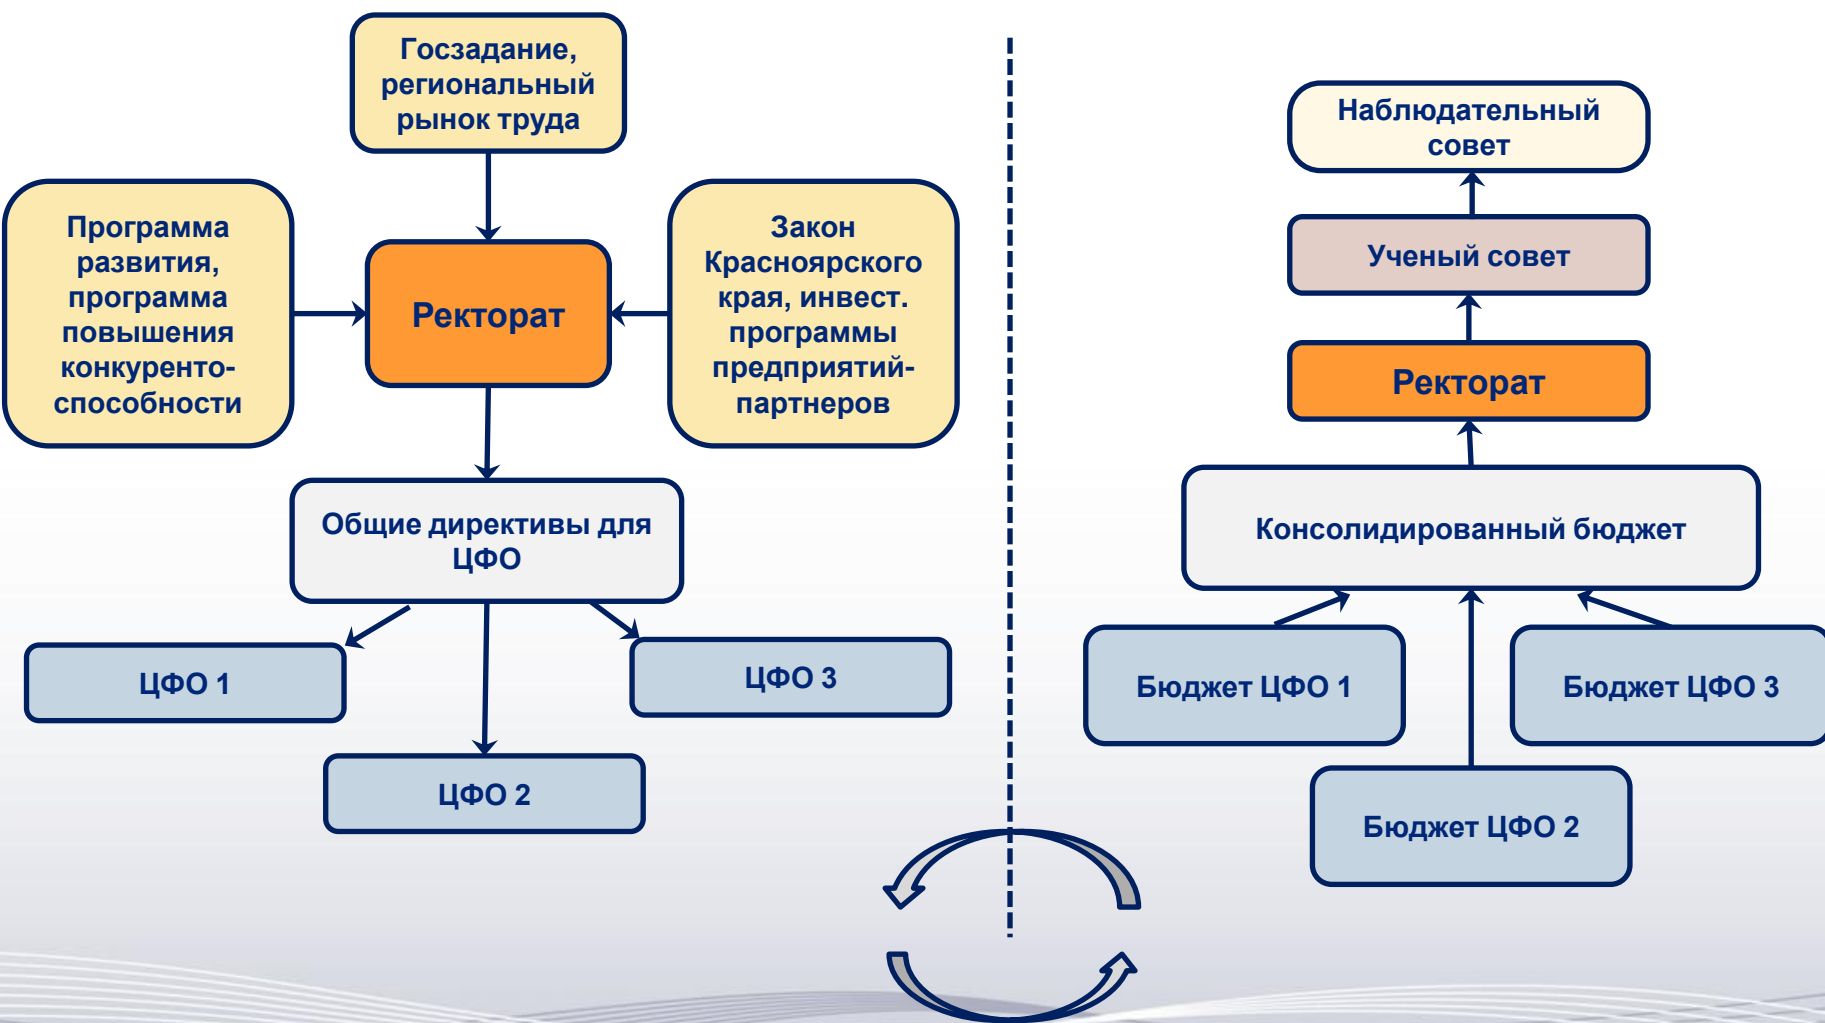 Госзадание,
региональный
рынок труда
Программа
развития,
программа
повышения
конкуренто-
способности
Ректорат
Закон
Красноярского
края, инвест.
программы
предприятий-
партнеров
Общие директивы для
ЦФО
ЦФО 1
ЦФО 2
ЦФО 3
Наблюдательный
совет
Ученый совет
Ректорат
Консолидированный бюджет
Бюджет ЦФО 1
Бюджет ЦФО 2
Бюджет ЦФО 3